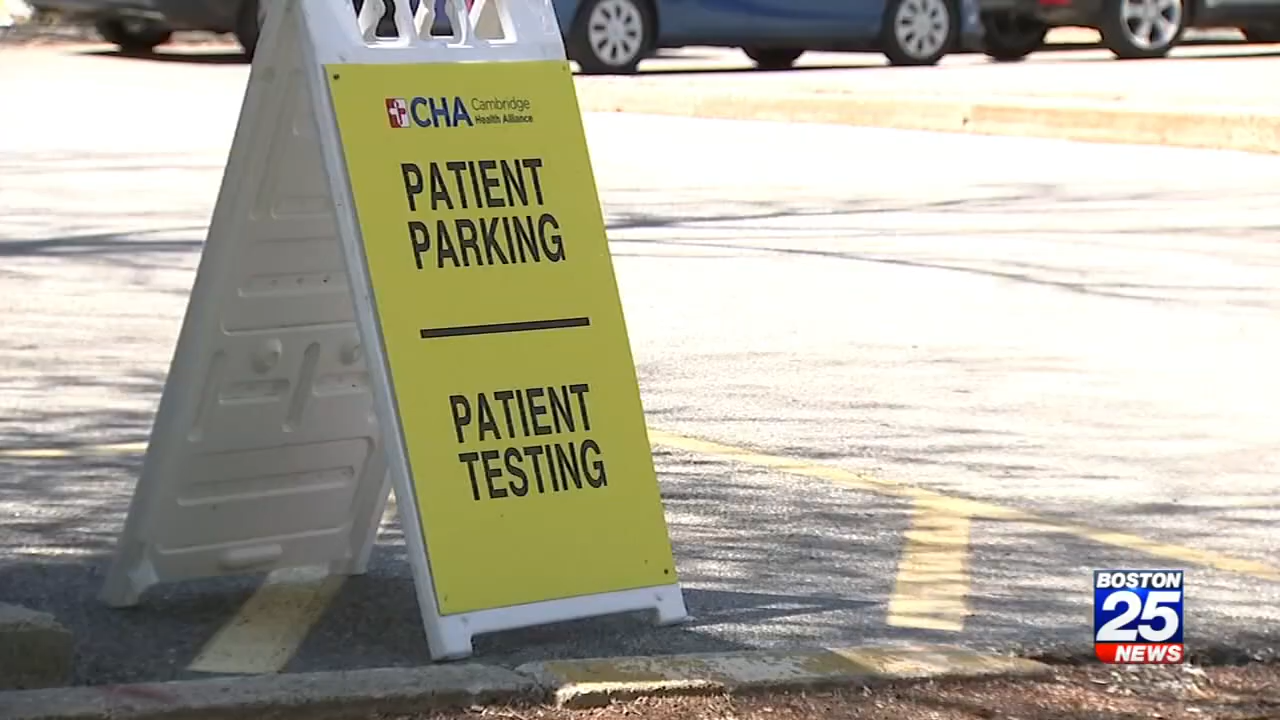 CHA Cambridge
Health Alliance
PATIENT
PARKING
PATIENT
TESTING
BOSTON
25
NEWS